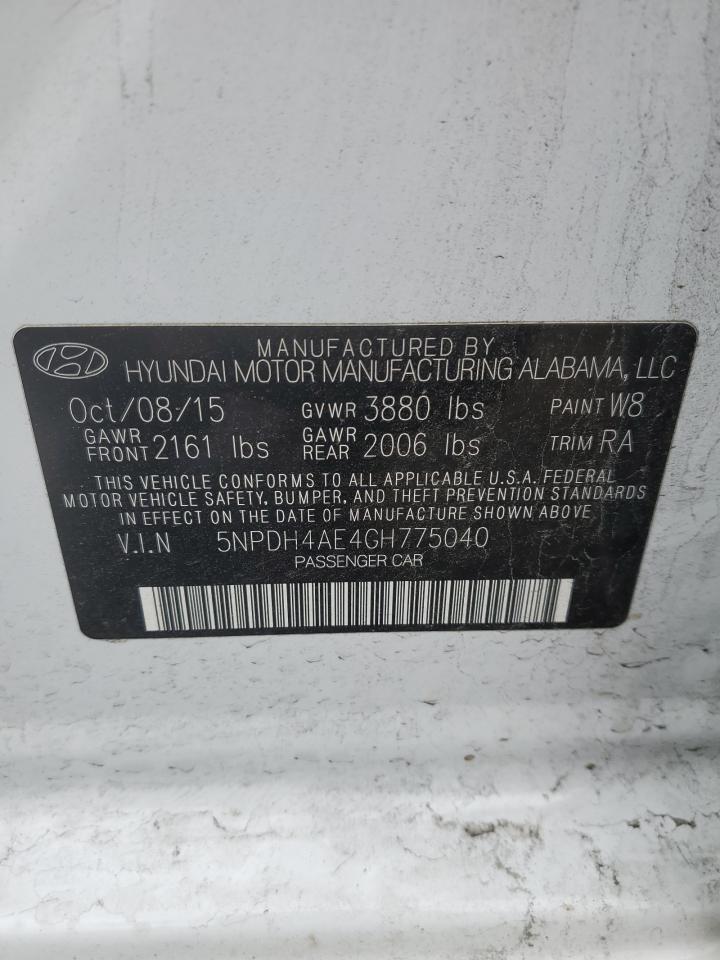 MANUFACTURED BY
HYUNDAI MOTOR MANUFACTURING ALABAMA, LLC
Oct/08/15 GVWR 3880 lbs PAINT W8
GAWR FRONT 2161 lbs GAWR REAR 2006 lbs TRIM RA
THIS VEHICLE CONFORMS TO ALL APPLICABLE U.S.A. FEDERAL
MOTOR VEHICLE SAFETY, BUMPER, AND THEFT PREVENTION STANDARDS
IN EFFECT ON THE DATE OF MANUFACTURE SHOWN ABOVE
V.I.N 5NPDH4AE4GH775040
PASSENGER CAR